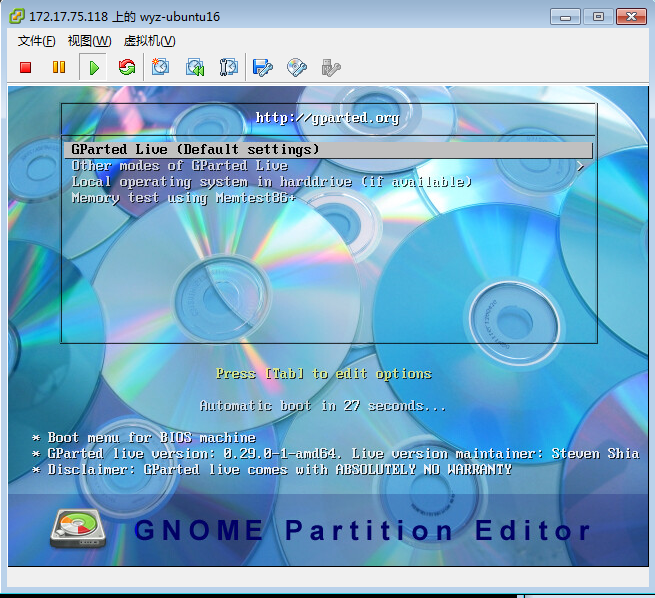 172.17.75.118 上的 wyz-ubuntu16
文件(F) 视图(W) 虚拟机(V)
http://gparted.org
GParted Live (Default settings)
Other modes of GParted Live >
Local operating system in harddrive (if available)
Memory test using Memtest86+
Press [Tab] to edit options
Automatic boot in 27 seconds...
* Boot menu for BIOS machine
* GParted live version: 0.29.0-1-amd64. Live version maintainer: Steven Shia
* Disclaimer: GParted live comes with ABSOLUTELY NO WARRANTY
GNOME Partition Editor